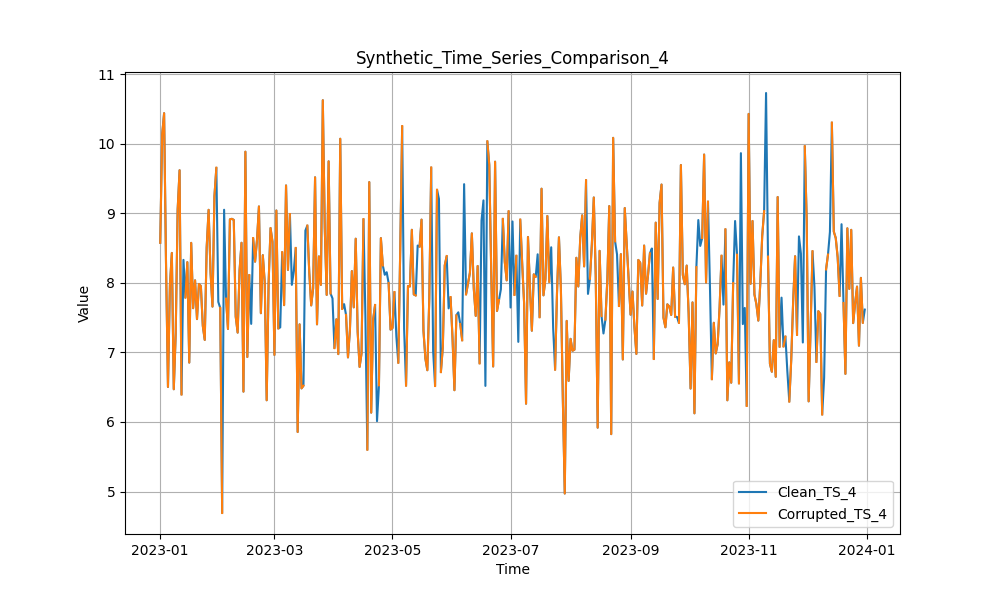 Synthetic_Time_Series_Comparison_4
11
10
9
8
7
6
5
Value
2023-01 2023-03 2023-05 2023-07 2023-09 2023-11 2024-01
Time
Clean_TS_4
Corrupted_TS_4